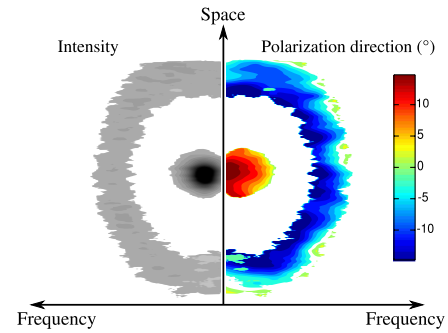 Space
Intensity
Polarization direction (°)
10
5
0
-5
-10
Frequency
Frequency